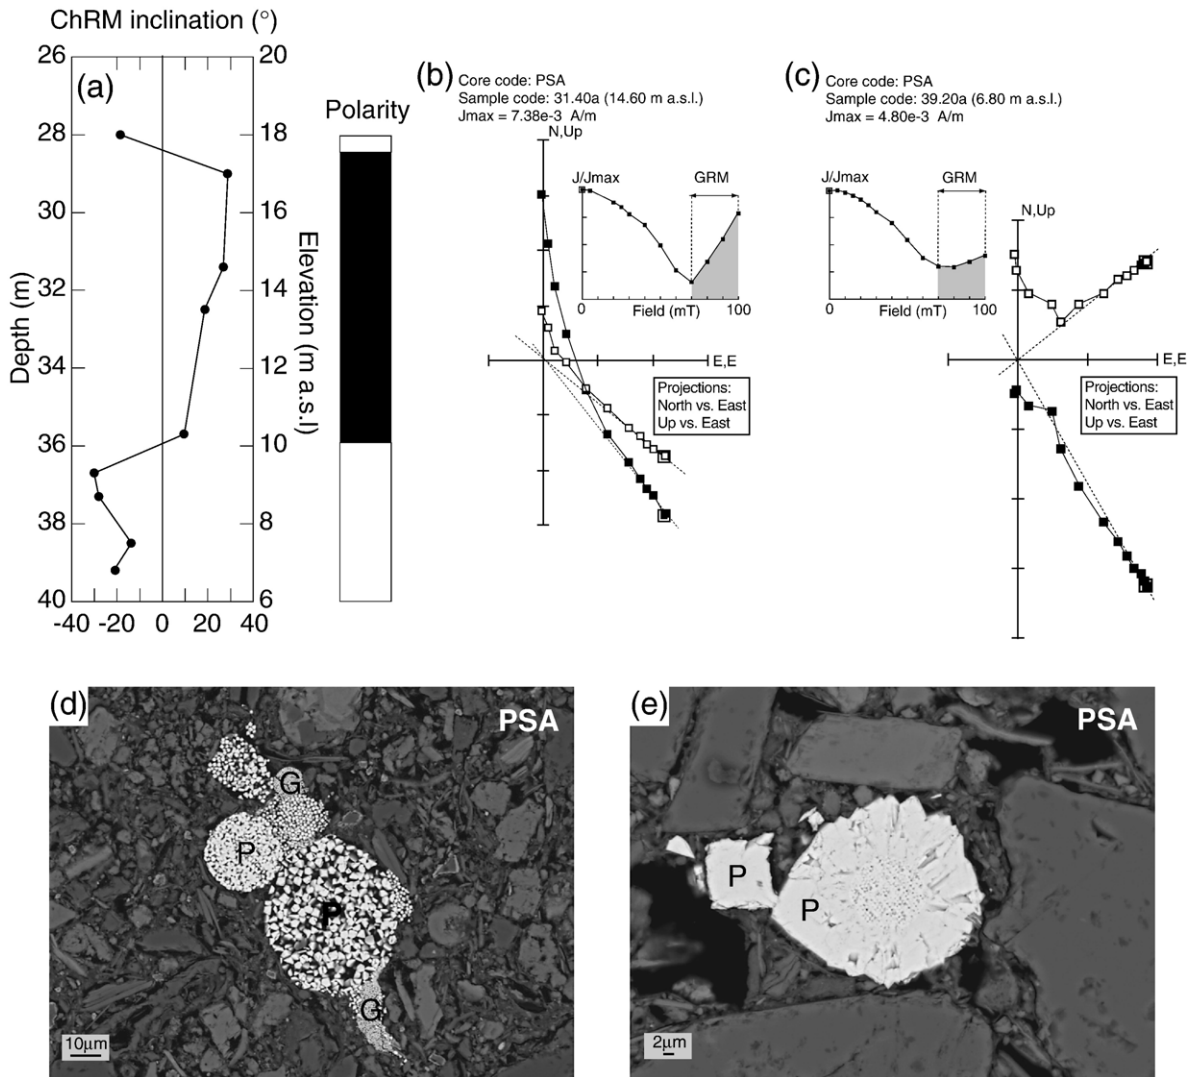 ChRM inclination (°)
(a)
26
28
30
32
34
36
38
40
Depth (m)
20
18
16
14
12
10
8
6
Elevation (m a.s.l)
-40 -20 0 20 40
Polarity
(b)
Core code: PSA
Sample code: 31.40a (14.60 m a.s.l.)
Jmax = 7.38e-3 A/m
N,Up
J/Jmax
GRM
0
Field (mT)
100
E,E
Projections:
North vs. East
Up vs. East
(c)
Core code: PSA
Sample code: 39.20a (6.80 m a.s.l.)
Jmax = 4.80e-3 A/m
J/Jmax
GRM
N,Up
0
Field (mT)
100
E,E
Projections:
North vs. East
Up vs. East
(d)
PSA
G
P
P
G
10µm
(e)
PSA
P
P
2µm